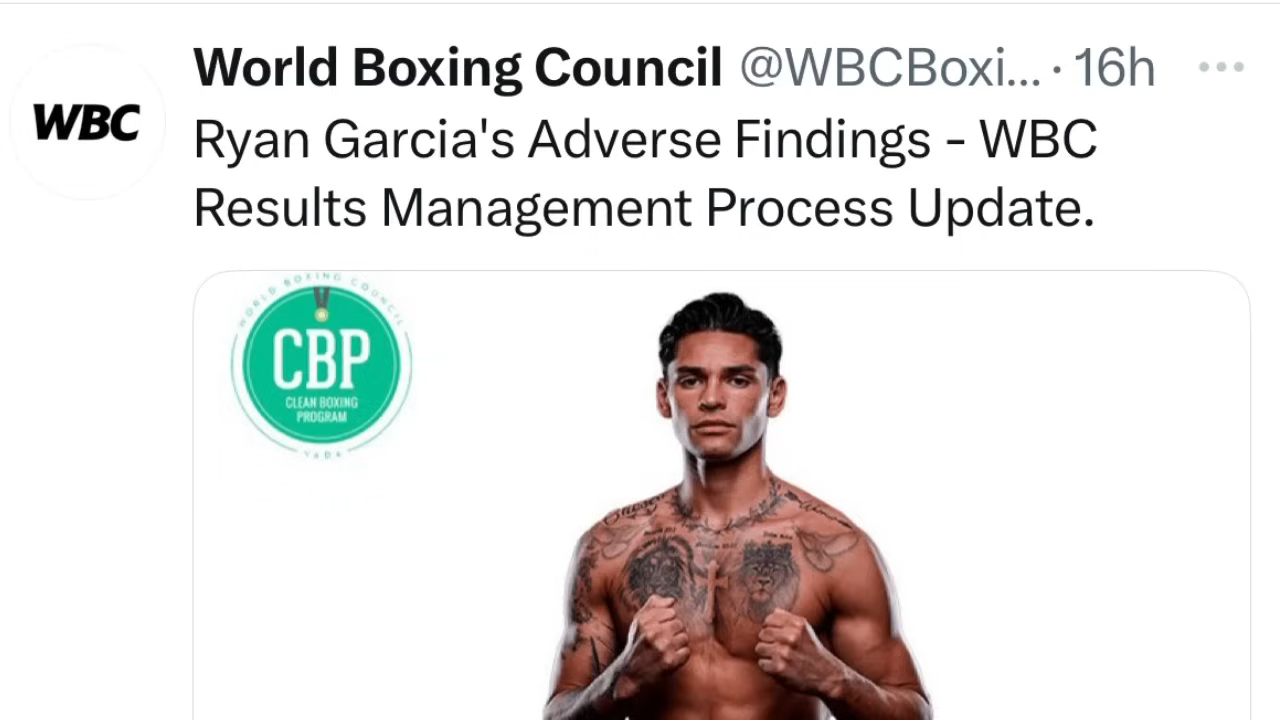 World Boxing Council @WBCBoxi... · 16h
WBC
Ryan Garcia's Adverse Findings - WBC
Results Management Process Update.
WORLD BOXING COUNCIL
CBP
CLEAN BOXING
PROGRAM
VADA